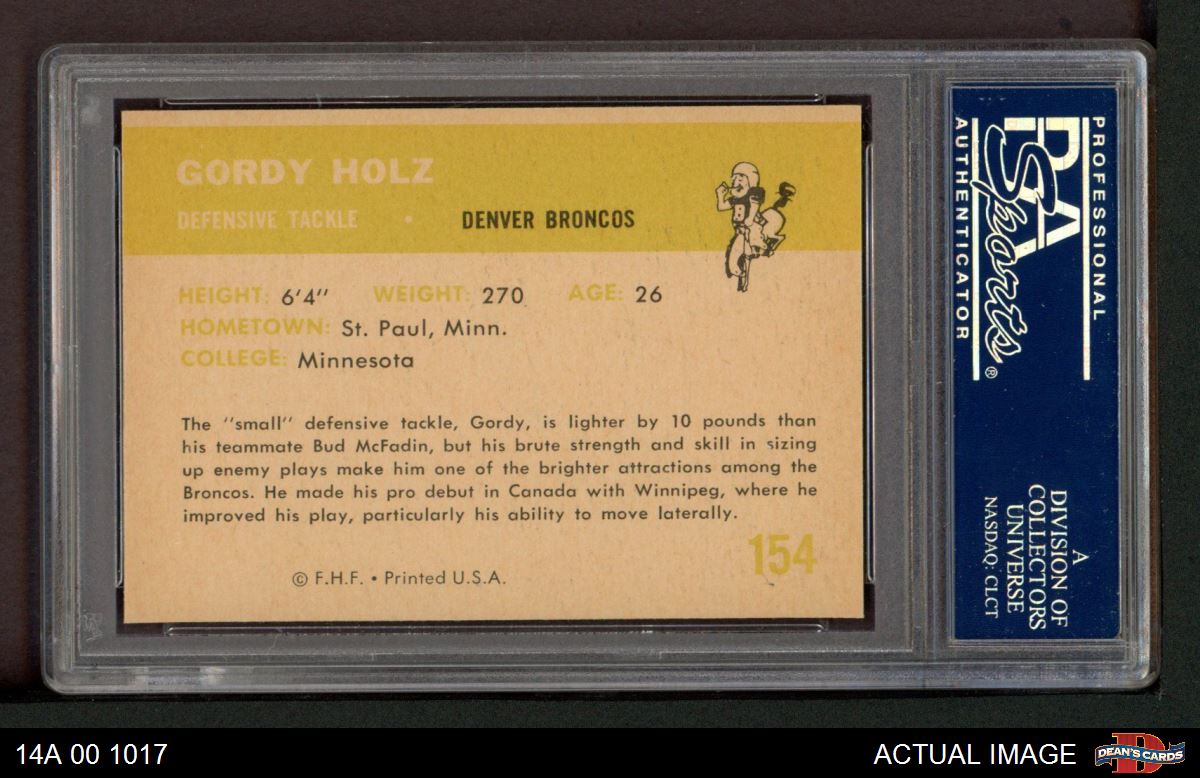 GORDY HOLZ
DEFENSIVE TACKLE • DENVER BRONCOS
HEIGHT: 6'4" WEIGHT: 270 AGE: 26
HOMETOWN: St. Paul, Minn.
COLLEGE: Minnesota
The "small" defensive tackle, Gordy, is lighter by 10 pounds than
his teammate Bud McFadin, but his brute strength and skill in sizing
up enemy plays make him one of the brighter attractions among the
Broncos. He made his pro debut in Canada with Winnipeg, where he
improved his play, particularly his ability to move laterally.
154
© F.H.F. • Printed U.S.A.
PROFESSIONAL
PSA
Sports®
AUTHENTICATOR
A
DIVISION OF
COLLECTORS
UNIVERSE
NASDAQ: CLCT
14A 00 1017
ACTUAL IMAGE
DEAN'S CARDS